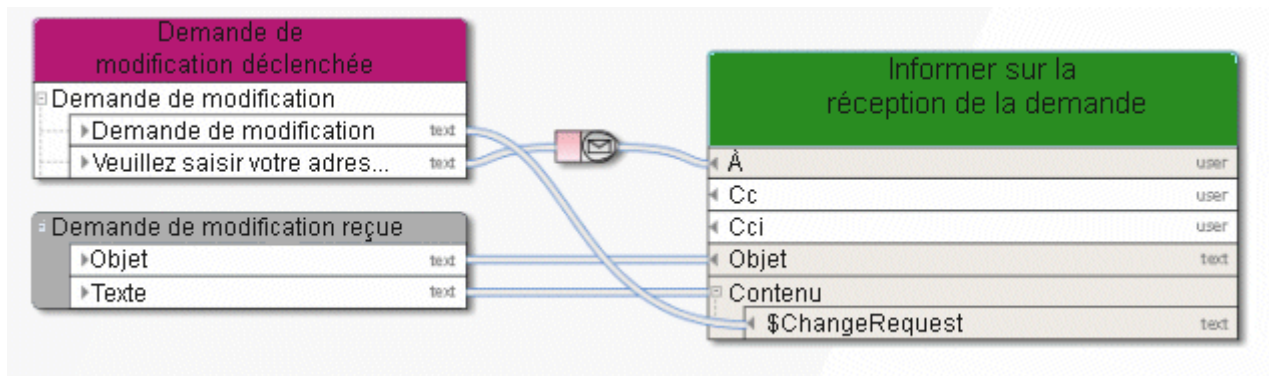 Demande de
modification déclenchée
Demande de modification
Demande de modification text
Veuillez saisir votre adres... text
Demande de modification reçue
Objet text
Texte text
Informer sur la
réception de la demande
À user
Cc user
Cci user
Objet text
Contenu
$ChangeRequest text